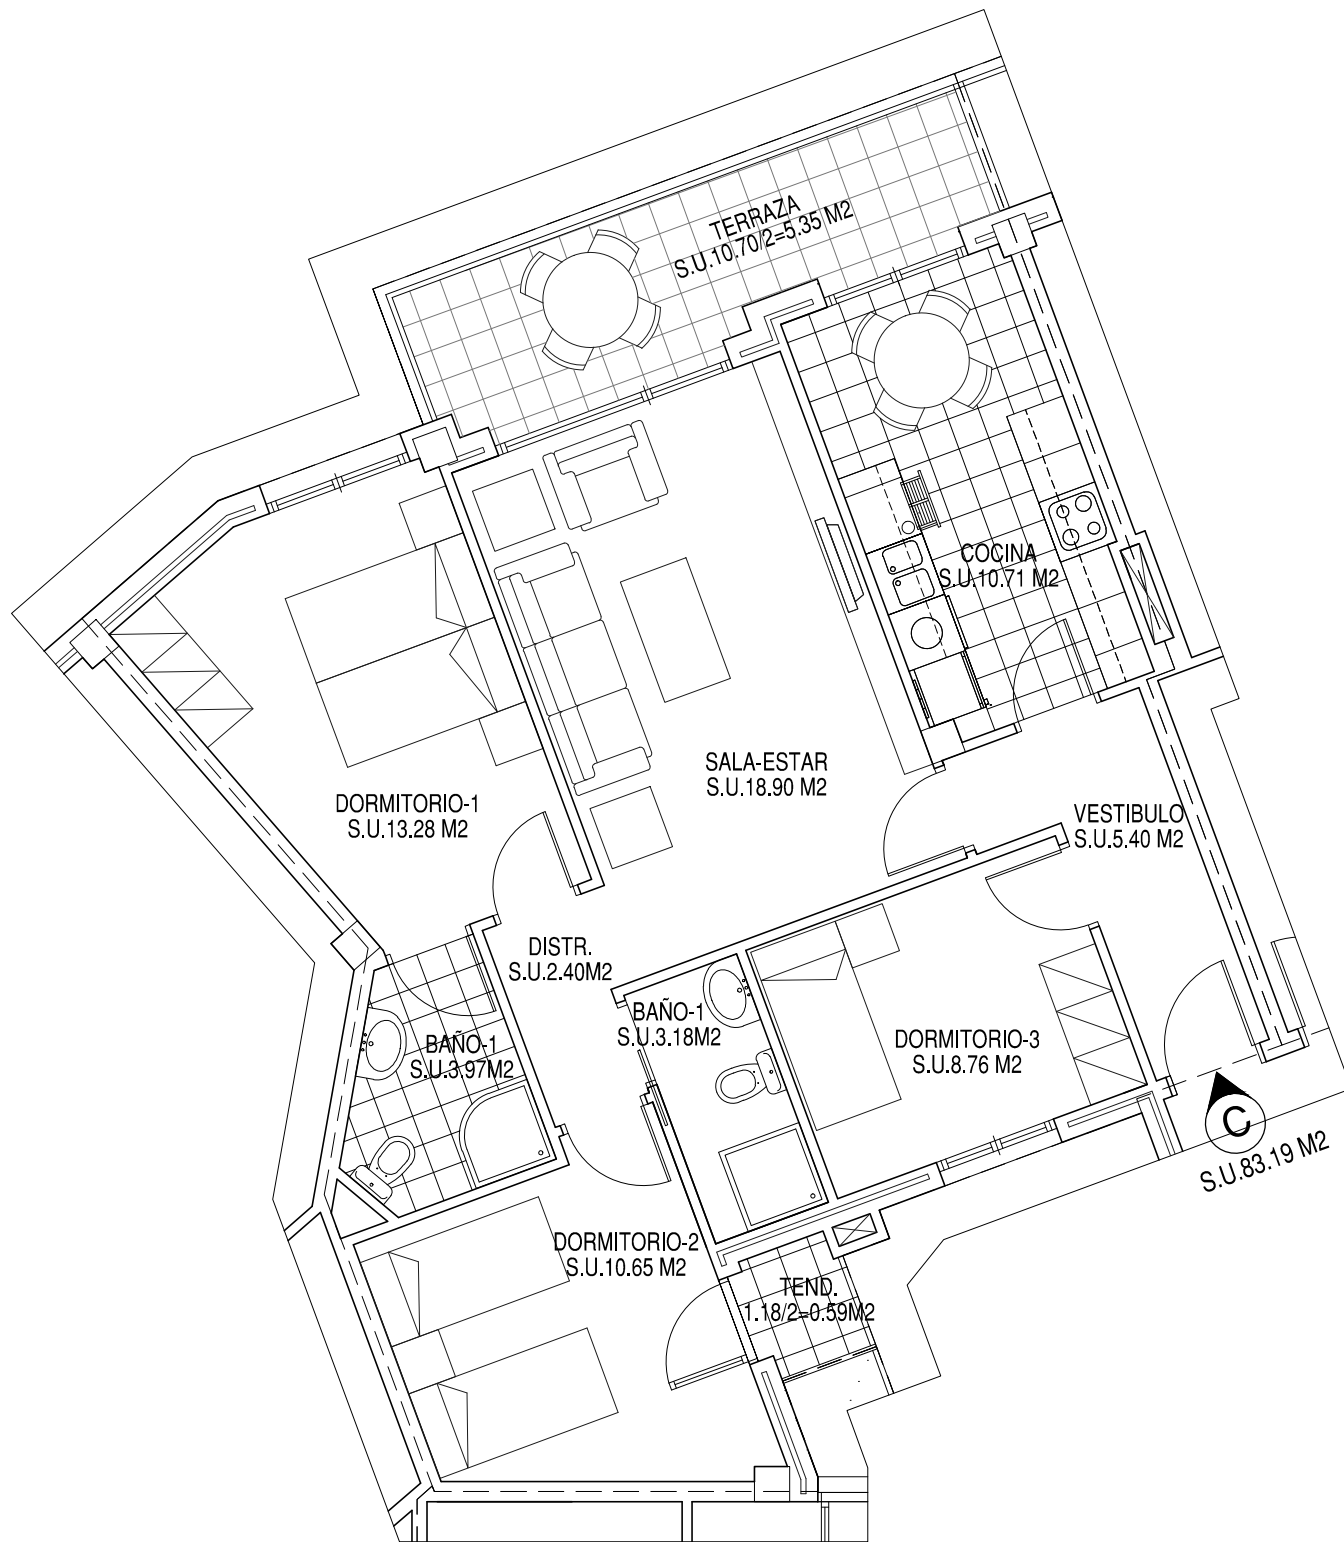 TERRAZA
S.U.10.70/2=5.35 M2
COCINA
S.U.10.71 M2
SALA-ESTAR
S.U.18.90 M2
DORMITORIO-1
S.U.13.28 M2
VESTIBULO
S.U.5.40 M2
DISTR.
S.U.2.40M2
BAÑO-1
S.U.3.18M2
BAÑO-1
S.U.3.97M2
DORMITORIO-3
S.U.8.76 M2
C
S.U.83.19 M2
DORMITORIO-2
S.U.10.65 M2
TEND.
1.18/2=0.59M2